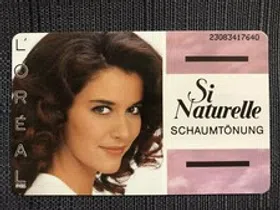 L'ORÉAL
23083417640
Si
Naturelle
SCHAUMTÖNUNG